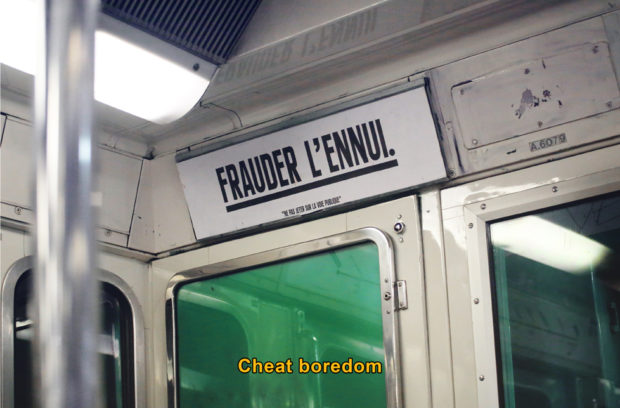 FRAUDER L'ENNUI.
"NE PAS JETER SUR LA VOIE PUBLIQUE"
A.6079
Cheat boredom